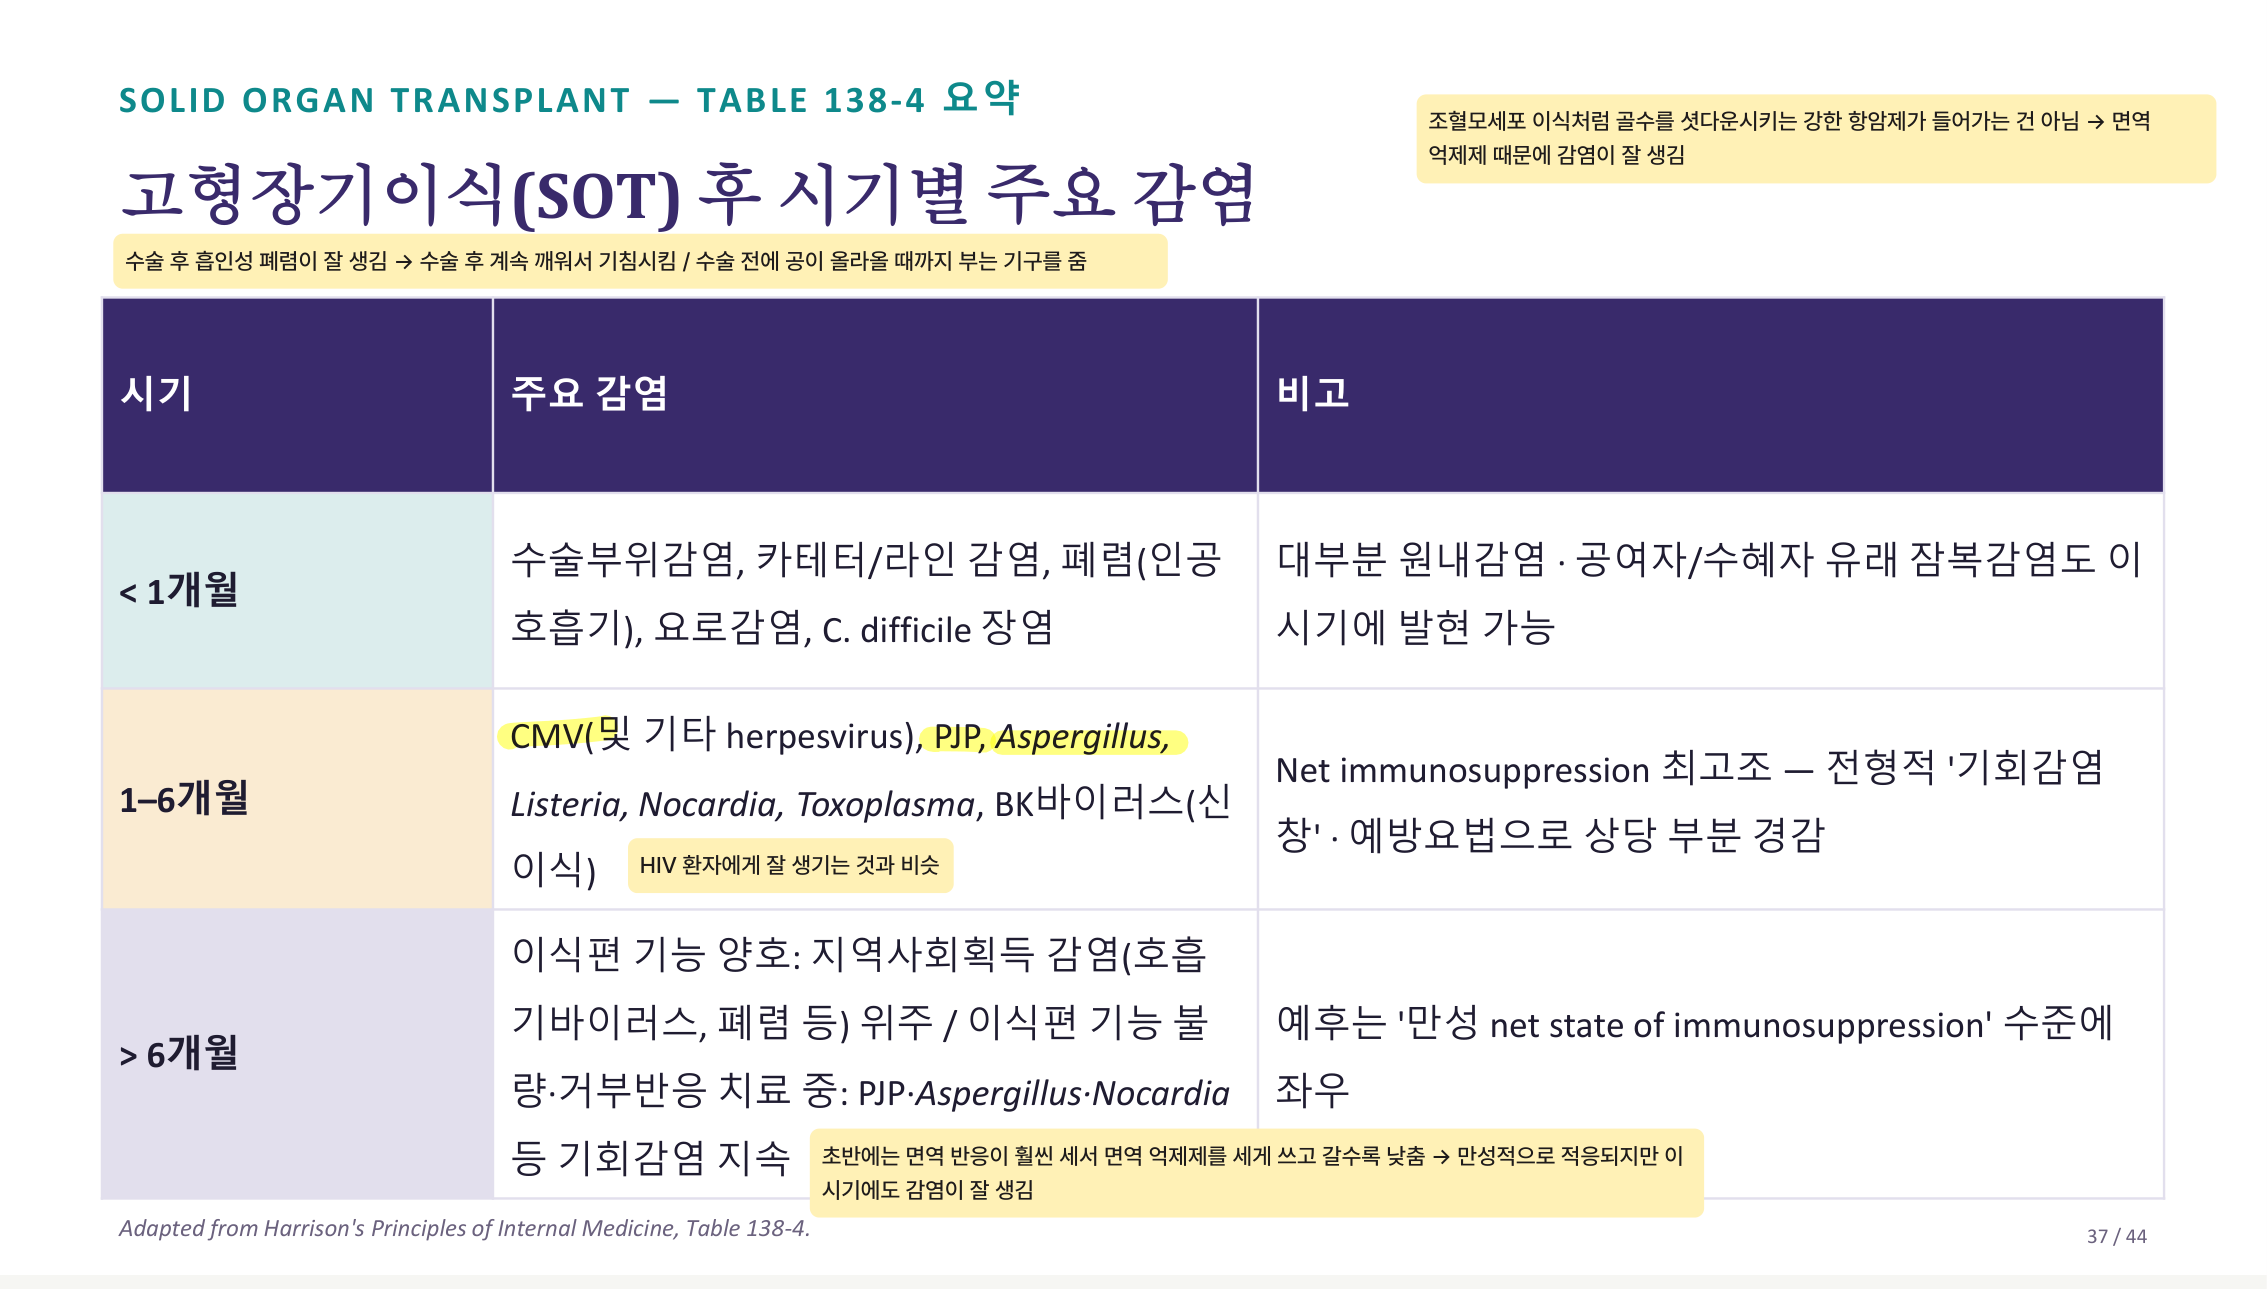 SOLID ORGAN TRANSPLANT — TABLE 138-4 요약
조혈모세포 이식처럼 골수를 셧다운시키는 강한 항암제가 들어가는 건 아님 → 면역
억제제 때문에 감염이 잘 생김
고형장기이식(SOT) 후 시기별 주요 감염
수술 후 흡인성 폐렴이 잘 생김 → 수술 후 계속 깨워서 기침시킴 / 수술 전에 공이 올라올 때까지 부는 기구를 줌
시기
주요 감염
비고
< 1개월
수술부위감염, 카테터/라인 감염, 폐렴(인공
호흡기), 요로감염, C. difficile 장염
대부분 원내감염 · 공여자/수혜자 유래 잠복감염도 이
시기에 발현 가능
1–6개월
CMV(및 기타 herpesvirus), PJP, Aspergillus,
Listeria, Nocardia, Toxoplasma, BK바이러스(신
이식)
HIV 환자에게 잘 생기는 것과 비슷
Net immunosuppression 최고조 — 전형적 '기회감염
창' · 예방요법으로 상당 부분 경감
> 6개월
이식편 기능 양호: 지역사회획득 감염(호흡
기바이러스, 폐렴 등) 위주 / 이식편 기능 불
량·거부반응 치료 중: PJP·Aspergillus·Nocardia
등 기회감염 지속
예후는 '만성 net state of immunosuppression' 수준에
좌우
초반에는 면역 반응이 훨씬 세서 면역 억제제를 세게 쓰고 갈수록 낮춤 → 만성적으로 적응되지만 이
시기에도 감염이 잘 생김
Adapted from Harrison's Principles of Internal Medicine, Table 138-4.
37 / 44